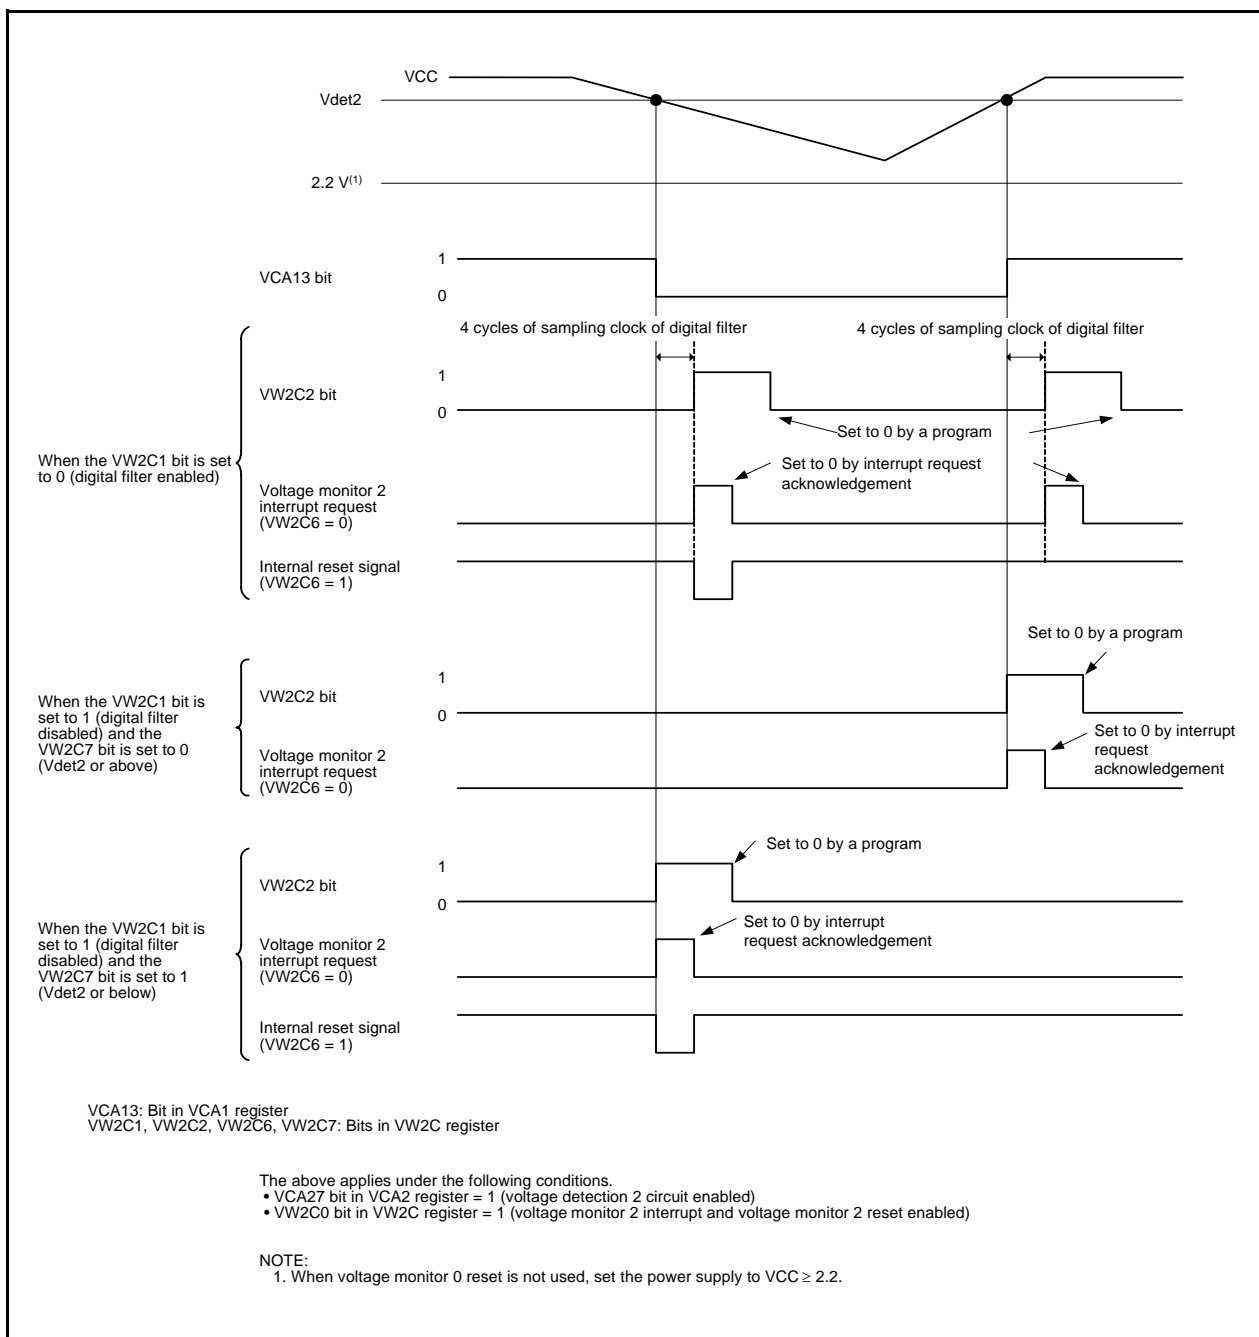 VCC
Vdet2
2.2 V(1)
VCA13 bit
1
0
4 cycles of sampling clock of digital filter
4 cycles of sampling clock of digital filter
When the VW2C1 bit is set
to 0 (digital filter enabled)
VW2C2 bit
1
0
Set to 0 by a program
Voltage monitor 2
interrupt request
(VW2C6 = 0)
Set to 0 by interrupt request
acknowledgement
Internal reset signal
(VW2C6 = 1)
When the VW2C1 bit is
set to 1 (digital filter
disabled) and the
VW2C7 bit is set to 0
(Vdet2 or above)
VW2C2 bit
1
0
Set to 0 by a program
Voltage monitor 2
interrupt request
(VW2C6 = 0)
Set to 0 by interrupt
request
acknowledgement
When the VW2C1 bit is
set to 1 (digital filter
disabled) and the
VW2C7 bit is set to 1
(Vdet2 or below)
VW2C2 bit
1
0
Set to 0 by a program
Voltage monitor 2
interrupt request
(VW2C6 = 0)
Set to 0 by interrupt
request acknowledgement
Internal reset signal
(VW2C6 = 1)
VCA13: Bit in VCA1 register
VW2C1, VW2C2, VW2C6, VW2C7: Bits in VW2C register
The above applies under the following conditions.
• VCA27 bit in VCA2 register = 1 (voltage detection 2 circuit enabled)
• VW2C0 bit in VW2C register = 1 (voltage monitor 2 interrupt and voltage monitor 2 reset enabled)
NOTE:
1. When voltage monitor 0 reset is not used, set the power supply to VCC ≥ 2.2.